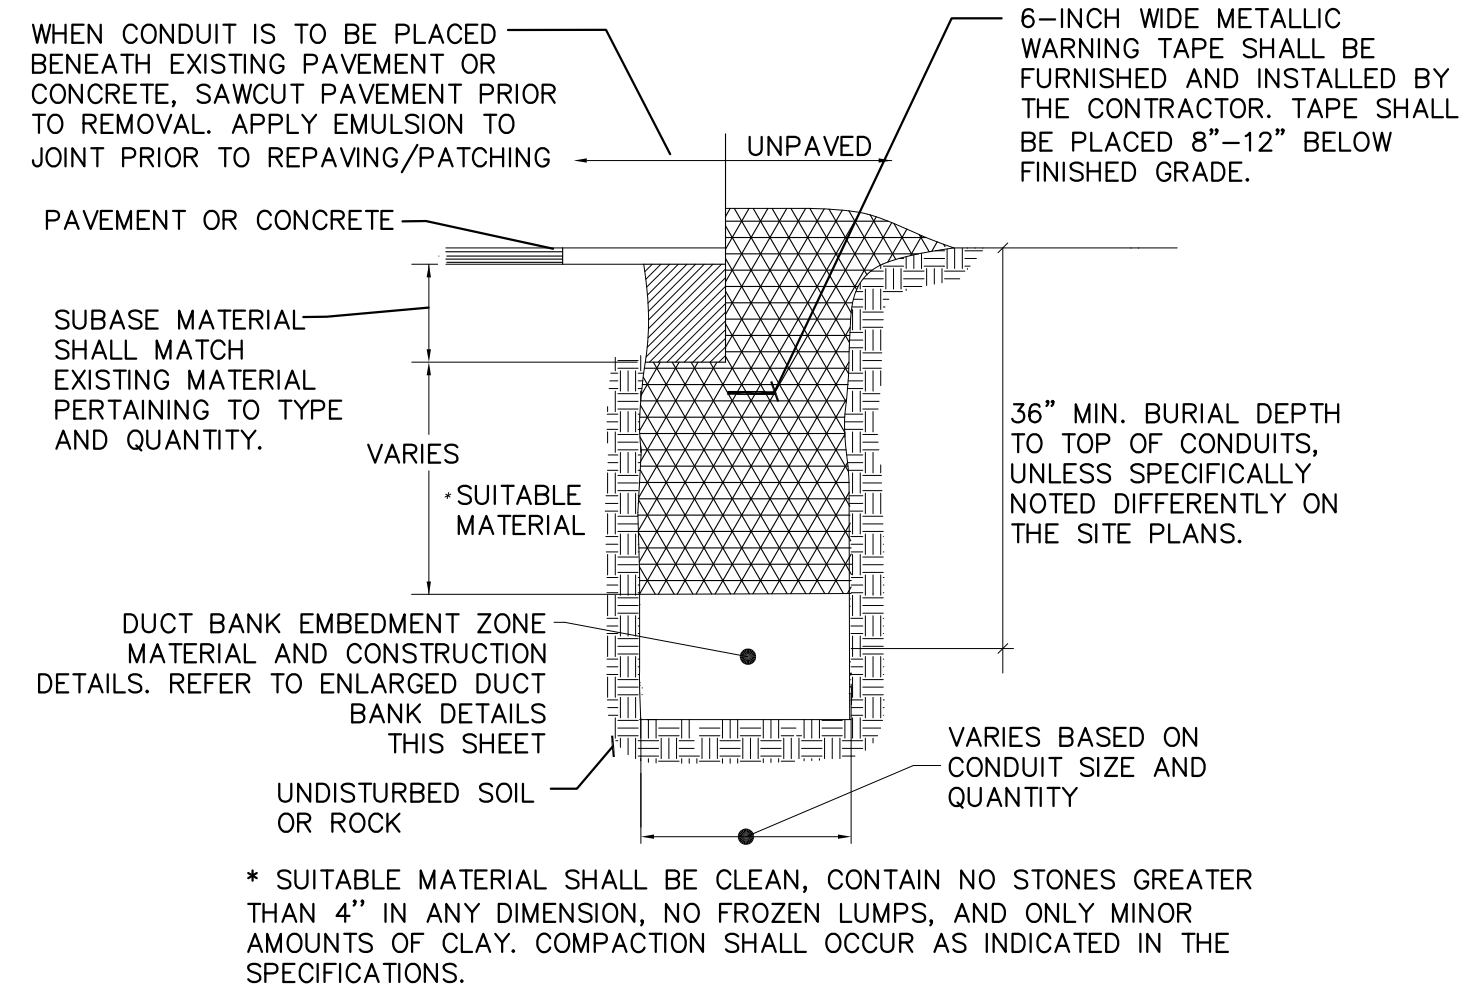 WHEN CONDUIT IS TO BE PLACED
BENEATH EXISTING PAVEMENT OR
CONCRETE, SAWCUT PAVEMENT PRIOR
TO REMOVAL. APPLY EMULSION TO
JOINT PRIOR TO REPAVING/PATCHING
UNPAVED
6-INCH WIDE METALLIC
WARNING TAPE SHALL BE
FURNISHED AND INSTALLED BY
THE CONTRACTOR. TAPE SHALL
BE PLACED 8"-12" BELOW
FINISHED GRADE.
PAVEMENT OR CONCRETE
SUBASE MATERIAL
SHALL MATCH
EXISTING MATERIAL
PERTAINING TO TYPE
AND QUANTITY.
VARIES
*SUITABLE
MATERIAL
36" MIN. BURIAL DEPTH
TO TOP OF CONDUITS,
UNLESS SPECIFICALLY
NOTED DIFFERENTLY ON
THE SITE PLANS.
DUCT BANK EMBEDMENT ZONE
MATERIAL AND CONSTRUCTION
DETAILS. REFER TO ENLARGED DUCT
BANK DETAILS
THIS SHEET
UNDISTURBED SOIL
OR ROCK
VARIES BASED ON
CONDUIT SIZE AND
QUANTITY
* SUITABLE MATERIAL SHALL BE CLEAN, CONTAIN NO STONES GREATER
THAN 4'' IN ANY DIMENSION, NO FROZEN LUMPS, AND ONLY MINOR
AMOUNTS OF CLAY. COMPACTION SHALL OCCUR AS INDICATED IN THE
SPECIFICATIONS.